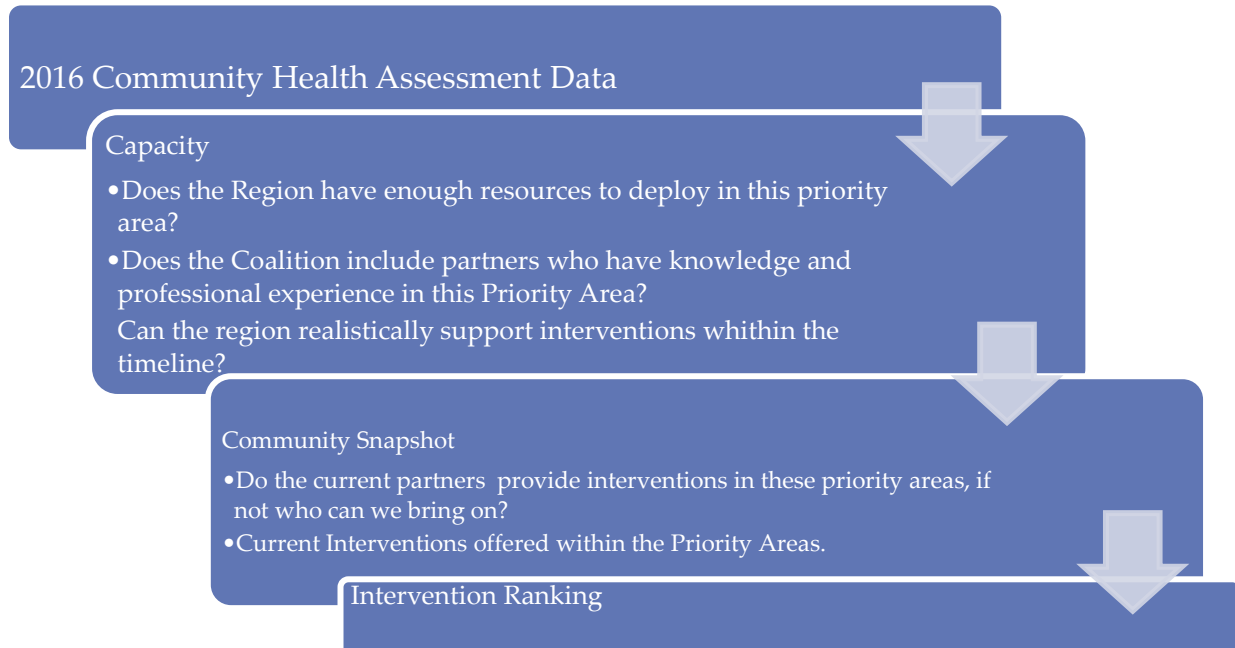 2016 Community Health Assessment Data
Capacity
•Does the Region have enough resources to deploy in this priority
area?
•Does the Coalition include partners who have knowledge and
professional experience in this Priority Area?
Can the region realistically support interventions whithin the
timeline?
Community Snapshot
•Do the current partners provide interventions in these priority areas, if
not who can we bring on?
•Current Interventions offered within the Priority Areas.
Intervention Ranking